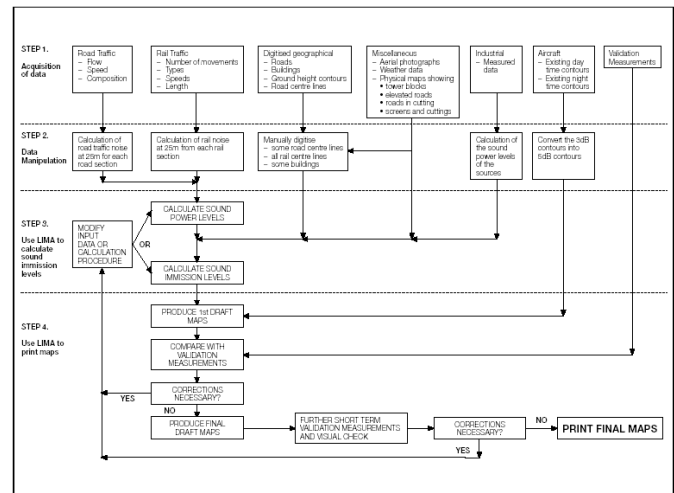 STEP 1.
Acquisition
of data
Road Traffic
– Flow
– Speed
– Composition
Rail Traffic
– Number of movements
– Types
– Speeds
– Length
Digitised geographical
– Roads
– Buildings
– Ground height contours
– Road centre lines
Miscellaneous
– Aerial photographs
– Weather data
– Physical maps showing
• tower blocks
• elevated roads
• roads in cutting
• screens and cuttings
Industrial
– Measured
data
Aircraft
– Existing day
time contours
– Existing night
time contours
Validation
Measurements
STEP 2.
Data
Manipulation
Calculation of
road traffic noise
at 25m for each
road section
Calculation of rail noise
at 25m from each rail
section
Manually digitise
– some road centre lines
– all rail centre lines
– some buildings
Calculation of
the sound
power levels
of the
sources
Convert the 3dB
contours into
5dB contours
STEP 3.
Use LIMA to
calculate
sound
immission
levels
MODIFY
INPUT
DATA OR
CALCULATION
PROCEDURE
OR
CALCULATE SOUND
POWER LEVELS
CALCULATE SOUND
IMMISSION LEVELS
STEP 4.
Use LIMA to
print maps
PRODUCE 1st DRAFT
MAPS
COMPARE WITH
VALIDATION
MEASUREMENTS
CORRECTIONS
NECESSARY?
YES
NO
PRODUCE FINAL
DRAFT MAPS
FURTHER SHORT TERM
VALIDATION MEASUREMENTS
AND VISUAL CHECK
CORRECTIONS
NECESSARY?
NO
PRINT FINAL MAPS
YES